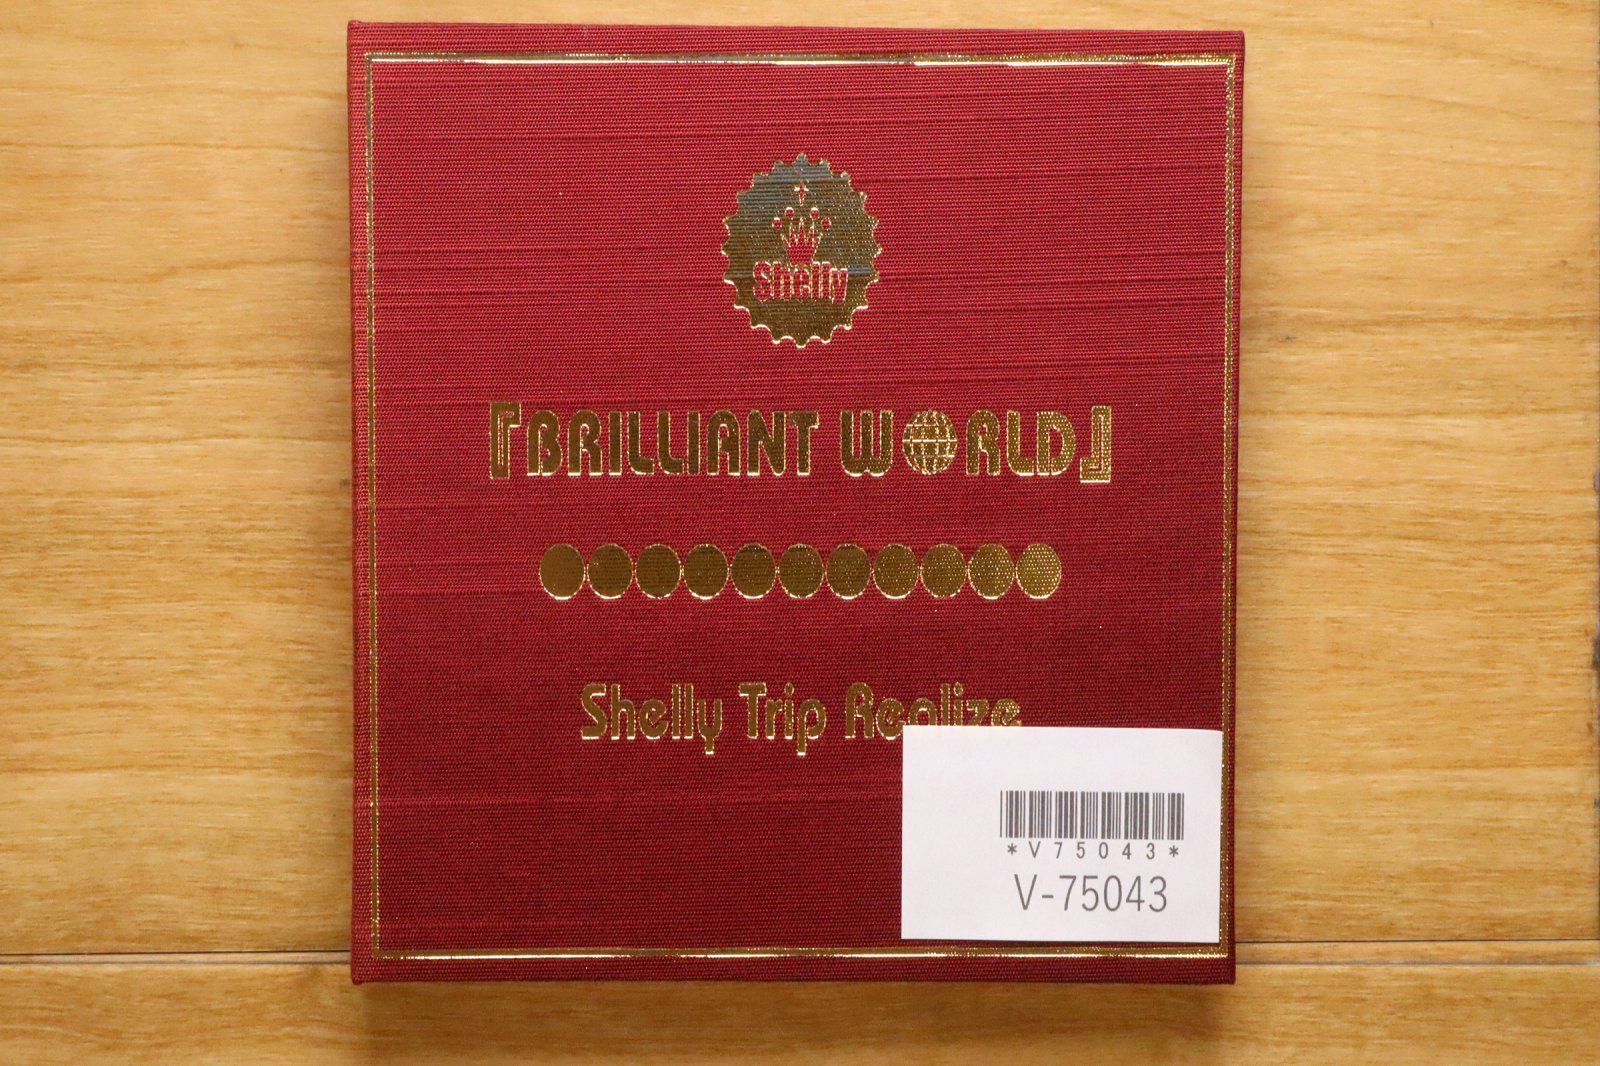 Shelly
『BRILLIANT WORLD』
Shelly Trip Realize
*V75043*
V-75043